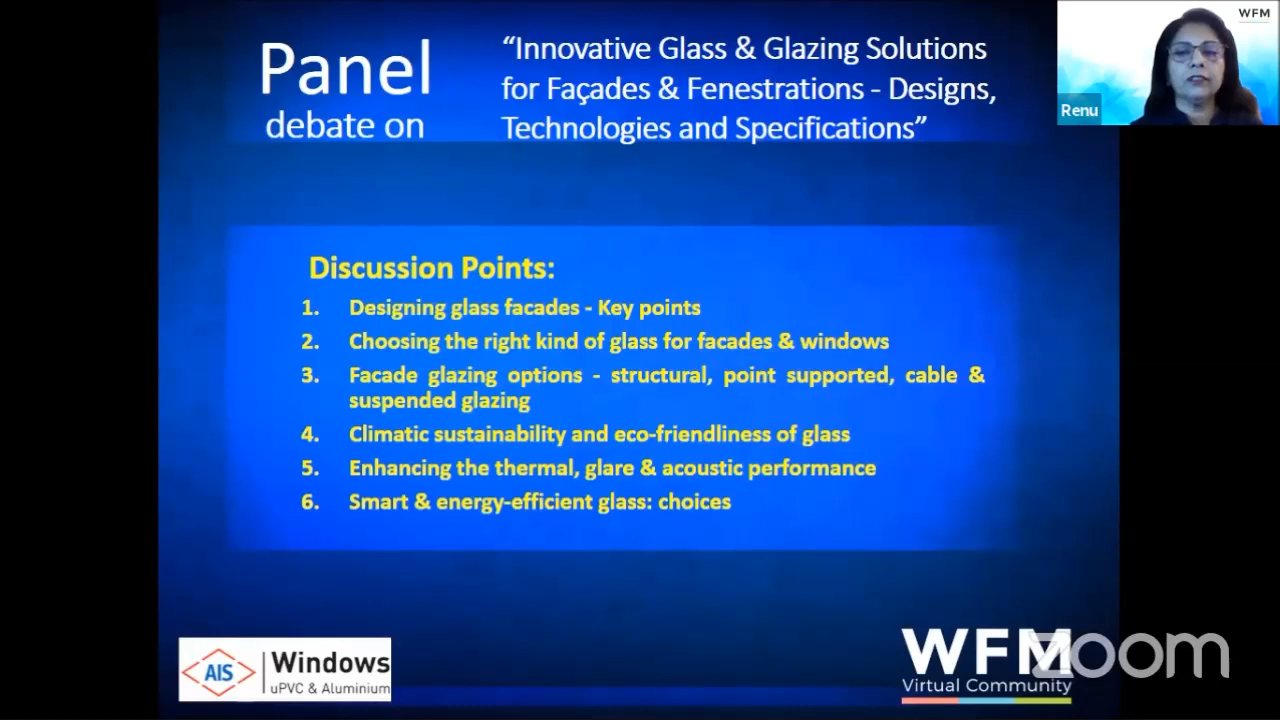 Panel
debate on
“Innovative Glass & Glazing Solutions
for Façades & Fenestrations - Designs,
Technologies and Specifications”
WFM
Renu
Discussion Points:
1. Designing glass facades - Key points
2. Choosing the right kind of glass for facades & windows
3. Facade glazing options - structural, point supported, cable &
suspended glazing
4. Climatic sustainability and eco-friendliness of glass
5. Enhancing the thermal, glare & acoustic performance
6. Smart & energy-efficient glass: choices
AIS
Windows
uPVC & Aluminium
WFM
Virtual Community
zoom